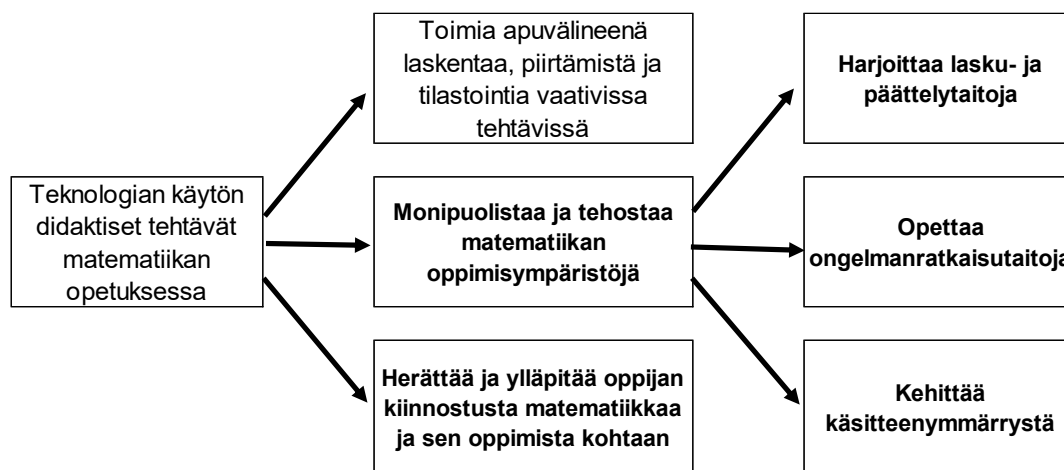 Teknologian käytön
didaktiset tehtävät
matematiikan
opetuksessa
Toimia apuvälineenä
laskentaa, piirtämistä ja
tilastointia vaativissa
tehtävissä
Monipuolistaa ja tehostaa
matematiikan
oppimisympäristöjä
Herättää ja ylläpitää oppijan
kiinnostusta matematiikkaa
ja sen oppimista kohtaan
Harjoittaa lasku- ja
päättelytaitoja
Opettaa
ongelmanratkaisutaitoja
Kehittää
käsitteenymmärrystä